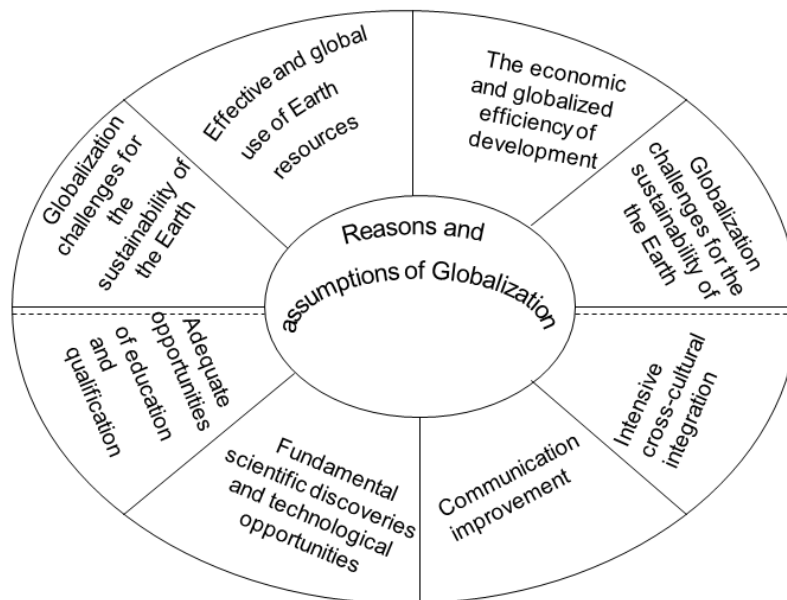 Effective and global
use of Earth
resources
The economic
and globalized
efficiency of
development
Globalization
challenges for
the
sustainability of
the Earth
Globalization
challenges for the
sustainability of
the Earth
Reasons and
assumptions of Globalization
Adequate
opportunities
of education
and
qualification
Intensive
cross-cultural
integration
Fundamental
scientific discoveries
and technological
opportunities
Communication
improvement